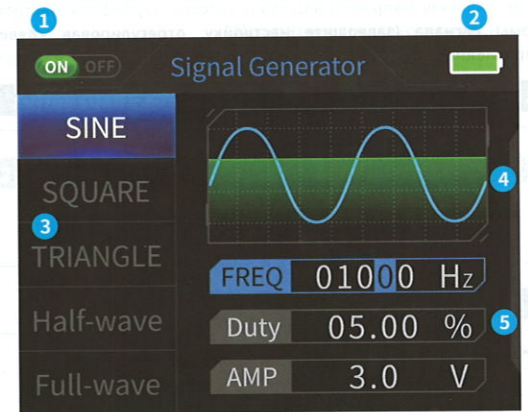 1
2
ON OFF Signal Generator
SINE
SQUARE
3
TRIANGLE
Half-wave
Full-wave
4
FREQ 01000 Hz
Duty 05.00 %
5
AMP 3.0 V